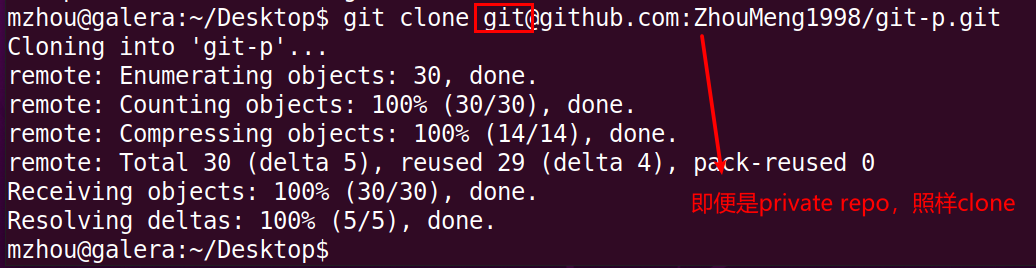 mzhou@galera:~/Desktop$ git clone git@github.com:ZhouMeng1998/git-p.git
Cloning into 'git-p'...
remote: Enumerating objects: 30, done.
remote: Counting objects: 100% (30/30), done.
remote: Compressing objects: 100% (14/14), done.
remote: Total 30 (delta 5), reused 29 (delta 4), pack-reused 0
Receiving objects: 100% (30/30), done.
即便是private repo，照样clone
Resolving deltas: 100% (5/5), done.
mzhou@galera:~/Desktop$